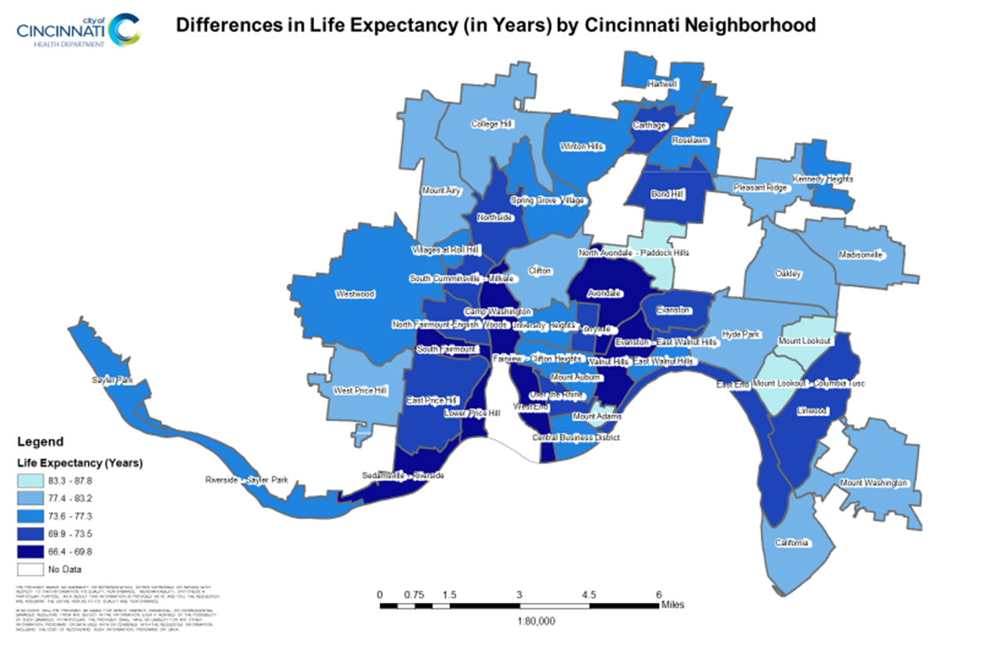 city of
CINCINNATI
HEALTH DEPARTMENT
Differences in Life Expectancy (in Years) by Cincinnati Neighborhood
Hartwell
College Hill
Carthage
Winton Hills
Roselawn
Kennedy Heights
Pleasant Ridge
Mount Airy
Bond Hill
Spring Grove Village
Northside
Villages at Roll Hill
North Avondale - Paddock Hills
Madisonville
Clifton
Oakley
South Cumminsville - Millvale
Westwood
Avondale
Camp Washington
Evanston
North Fairmount-English Woods
University Heights
Corryville
Hyde Park
Evanston - East Walnut Hills
Mount Lookout
South Fairmount
Fairview - Clifton Heights
Walnut Hills
East Walnut Hills
Mount Auburn
Sayler Park
East End
Mount Lookout - Columbia Tusc
West Price Hill
Over the Rhine
East Price Hill
West End
Lower Price Hill
Linwood
Mount Adams
Central Business District
Sedamsville - Riverside
Riverside - Sayler Park
Mount Washington
California
Legend
Life Expectancy (Years)
83.3 - 87.8
77.4 - 83.2
73.6 - 77.3
69.9 - 73.5
66.4 - 69.8
No Data
0 0.75 1.5 3 4.5 6
Miles
1:80,000